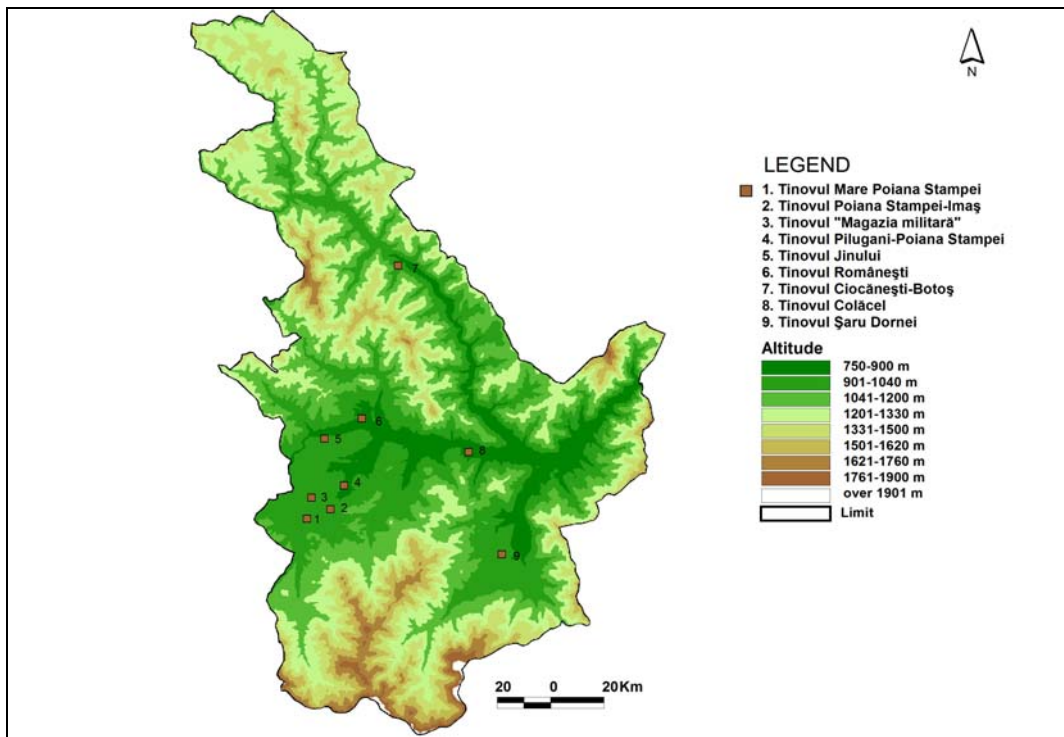 N
LEGEND
1. Tinovul Mare Poiana Stampei
2. Tinovul Poiana Stampei-Imaş
3. Tinovul "Magazia militară"
4. Tinovul Pilugani-Poiana Stampei
5. Tinovul Jinului
6. Tinovul Româneşti
7. Tinovul Ciocăneşti-Botoş
8. Tinovul Colăcel
9. Tinovul Şaru Dornei
Altitude
750-900 m
901-1040 m
1041-1200 m
1201-1330 m
1331-1500 m
1501-1620 m
1621-1760 m
1761-1900 m
over 1901 m
Limit
7
6
5
8
4
3
2
1
9
20 0 20 Km